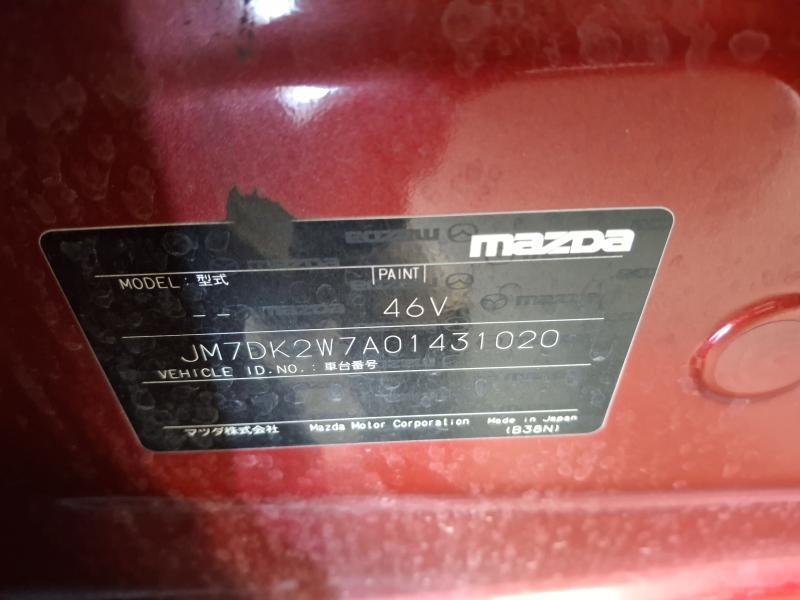 mazda
MODEL: 型式 PAINT
-- 46V
JM7DK2W7A01431020
VEHICLE ID.NO.: 車台番号
マツダ株式会社 Mazda Motor Corporation Made in Japan
(B38N)